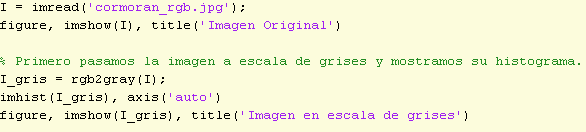 I = imread('cormoran_rgb.jpg');
figure, imshow(I), title('Imagen Original')
% Primero pasamos la imagen a escala de grises y mostramos su histograma.
I_gris = rgb2gray(I);
imhist(I_gris), axis('auto')
figure, imshow(I_gris), title('Imagen en escala de grises')